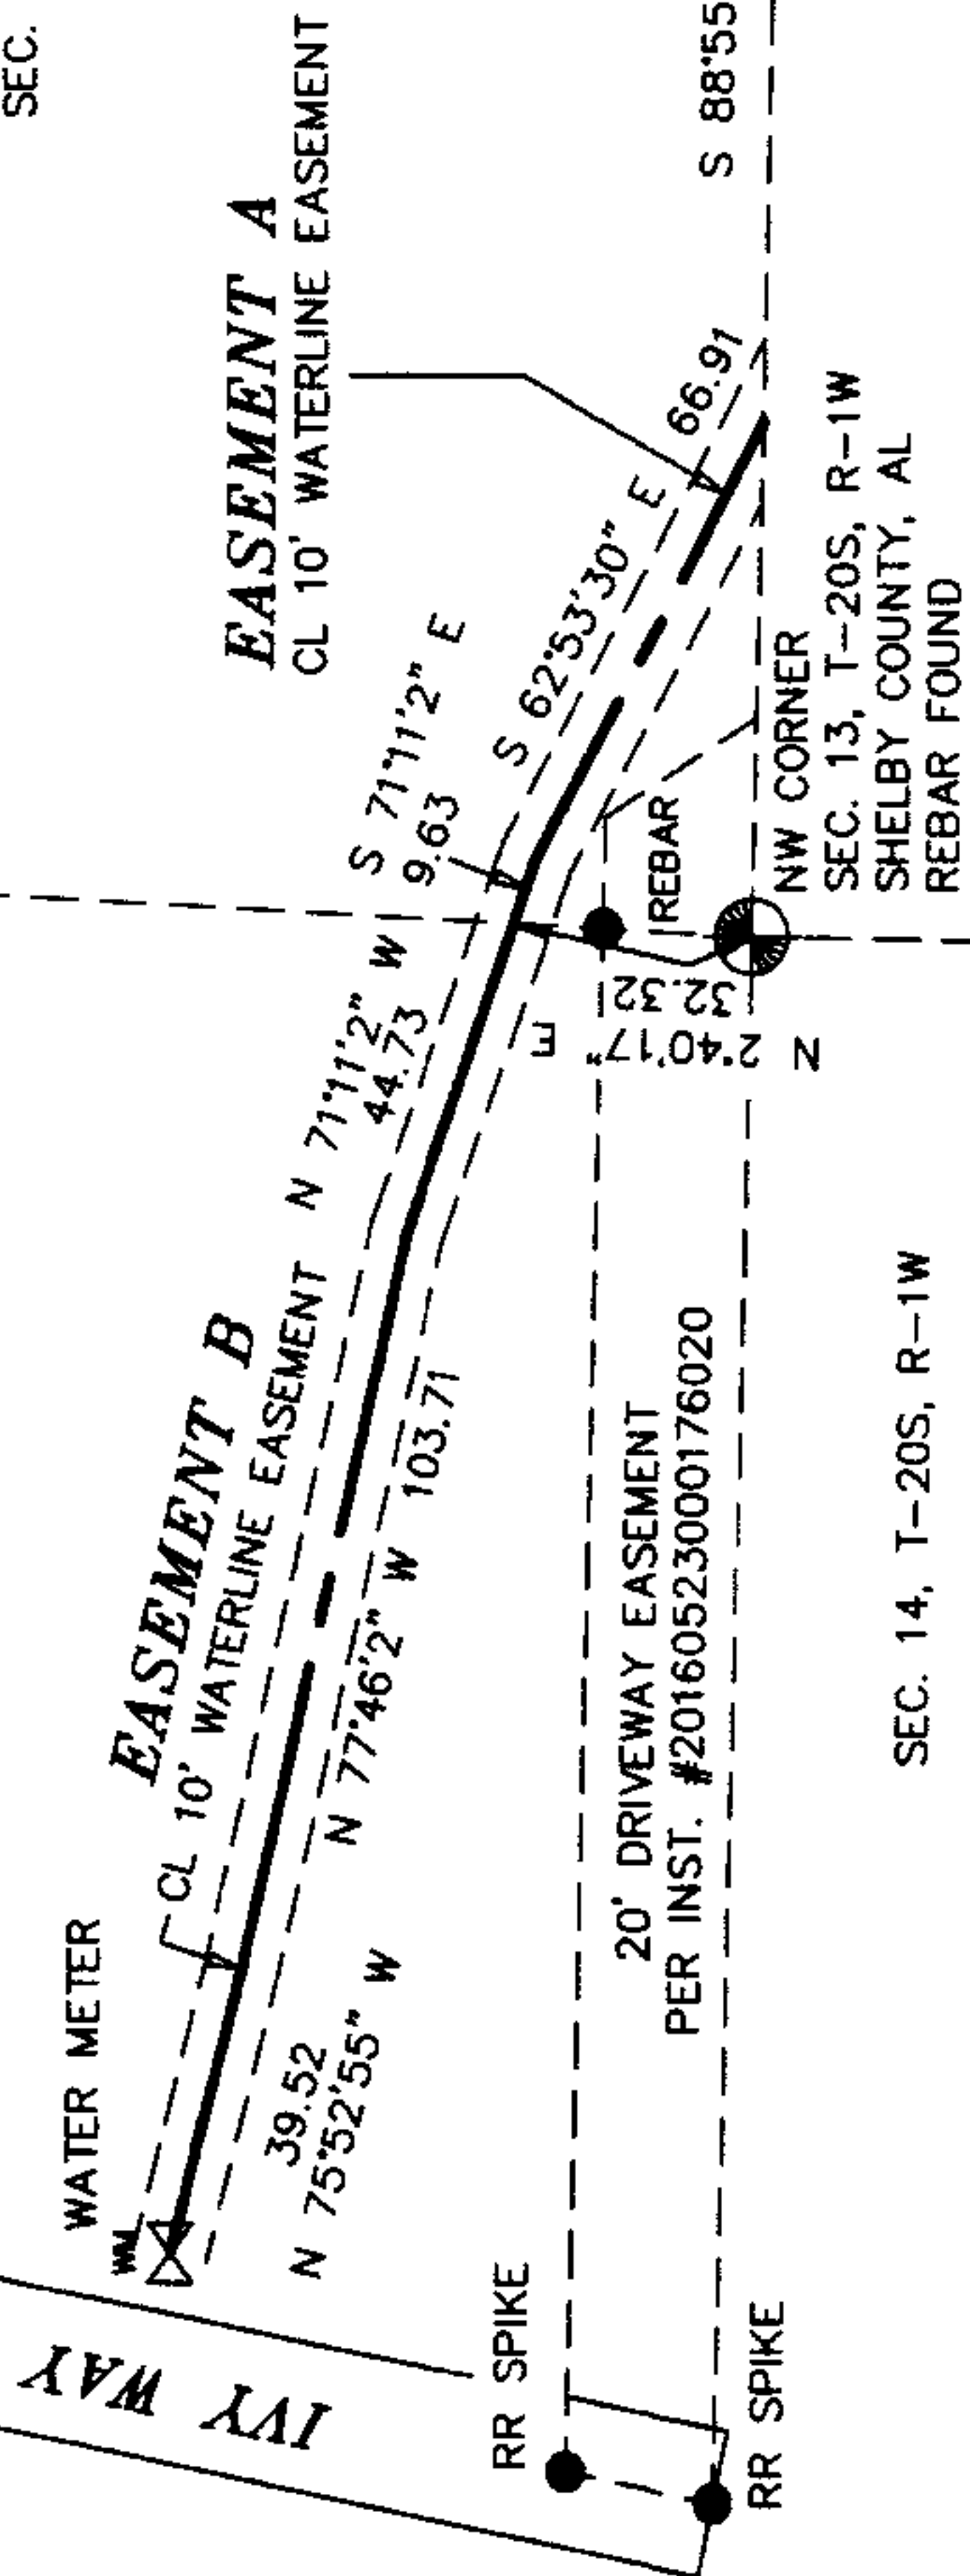 SEC.
EASEMENT A
CL 10' WATERLINE EASEMENT
EASEMENT B
CL 10' WATERLINE EASEMENT
WATER METER
WM
IVY WAY
N 75°52'55" W
39.52
N 77°46'2" W 103.71
N 71°11'2" W
44.73
S 71°11'2" E
9.63
S 62°53'30" E 66.91
S 88°55
N 2°40'17" E
32.32
REBAR
NW CORNER
SEC. 13, T-20S, R-1W
SHELBY COUNTY, AL
REBAR FOUND
20' DRIVEWAY EASEMENT
PER INST. #20160523000176020
RR SPIKE
RR SPIKE
SEC. 14, T-20S, R-1W